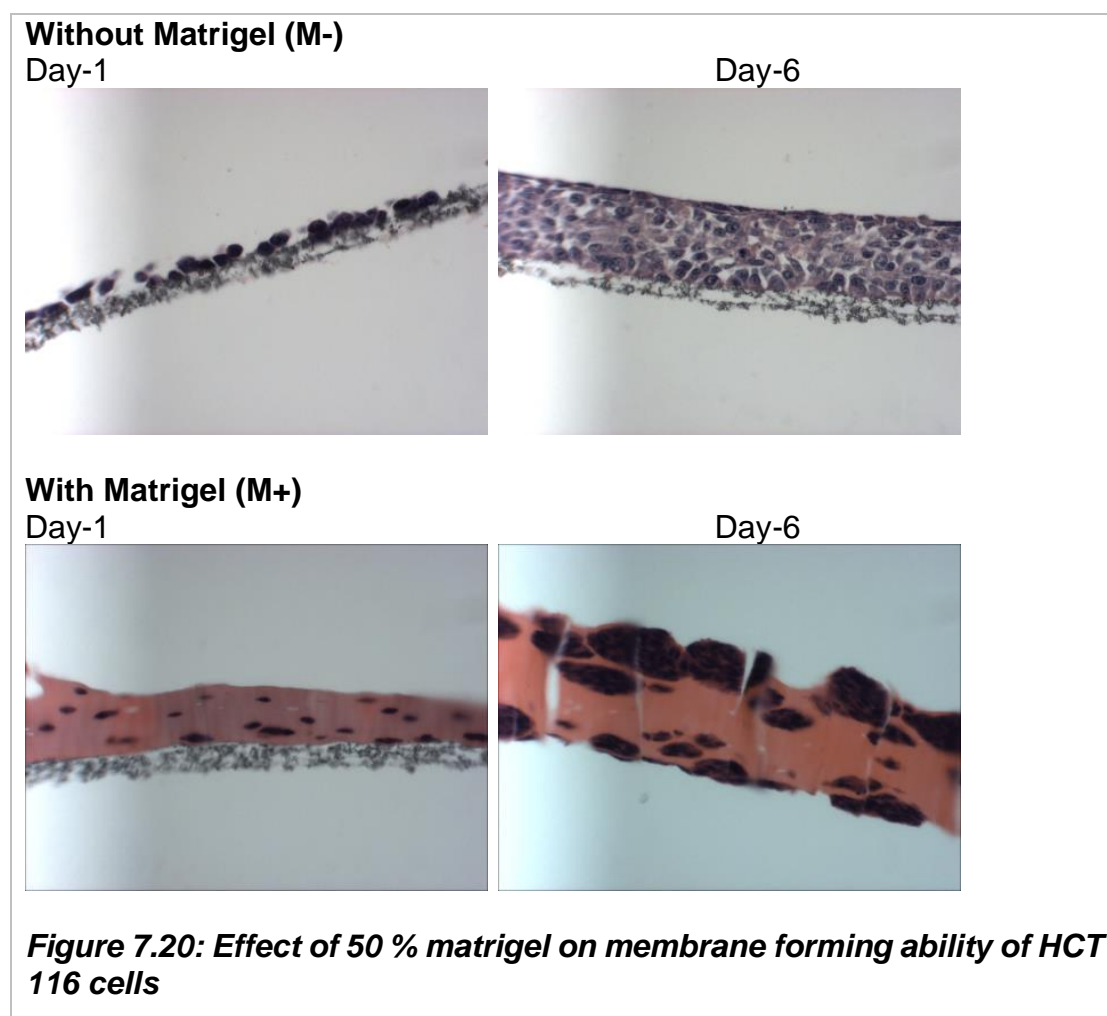 Without Matrigel (M-)
Day-1 Day-6
With Matrigel (M+)
Day-1 Day-6
Figure 7.20: Effect of 50 % matrigel on membrane forming ability of HCT
116 cells